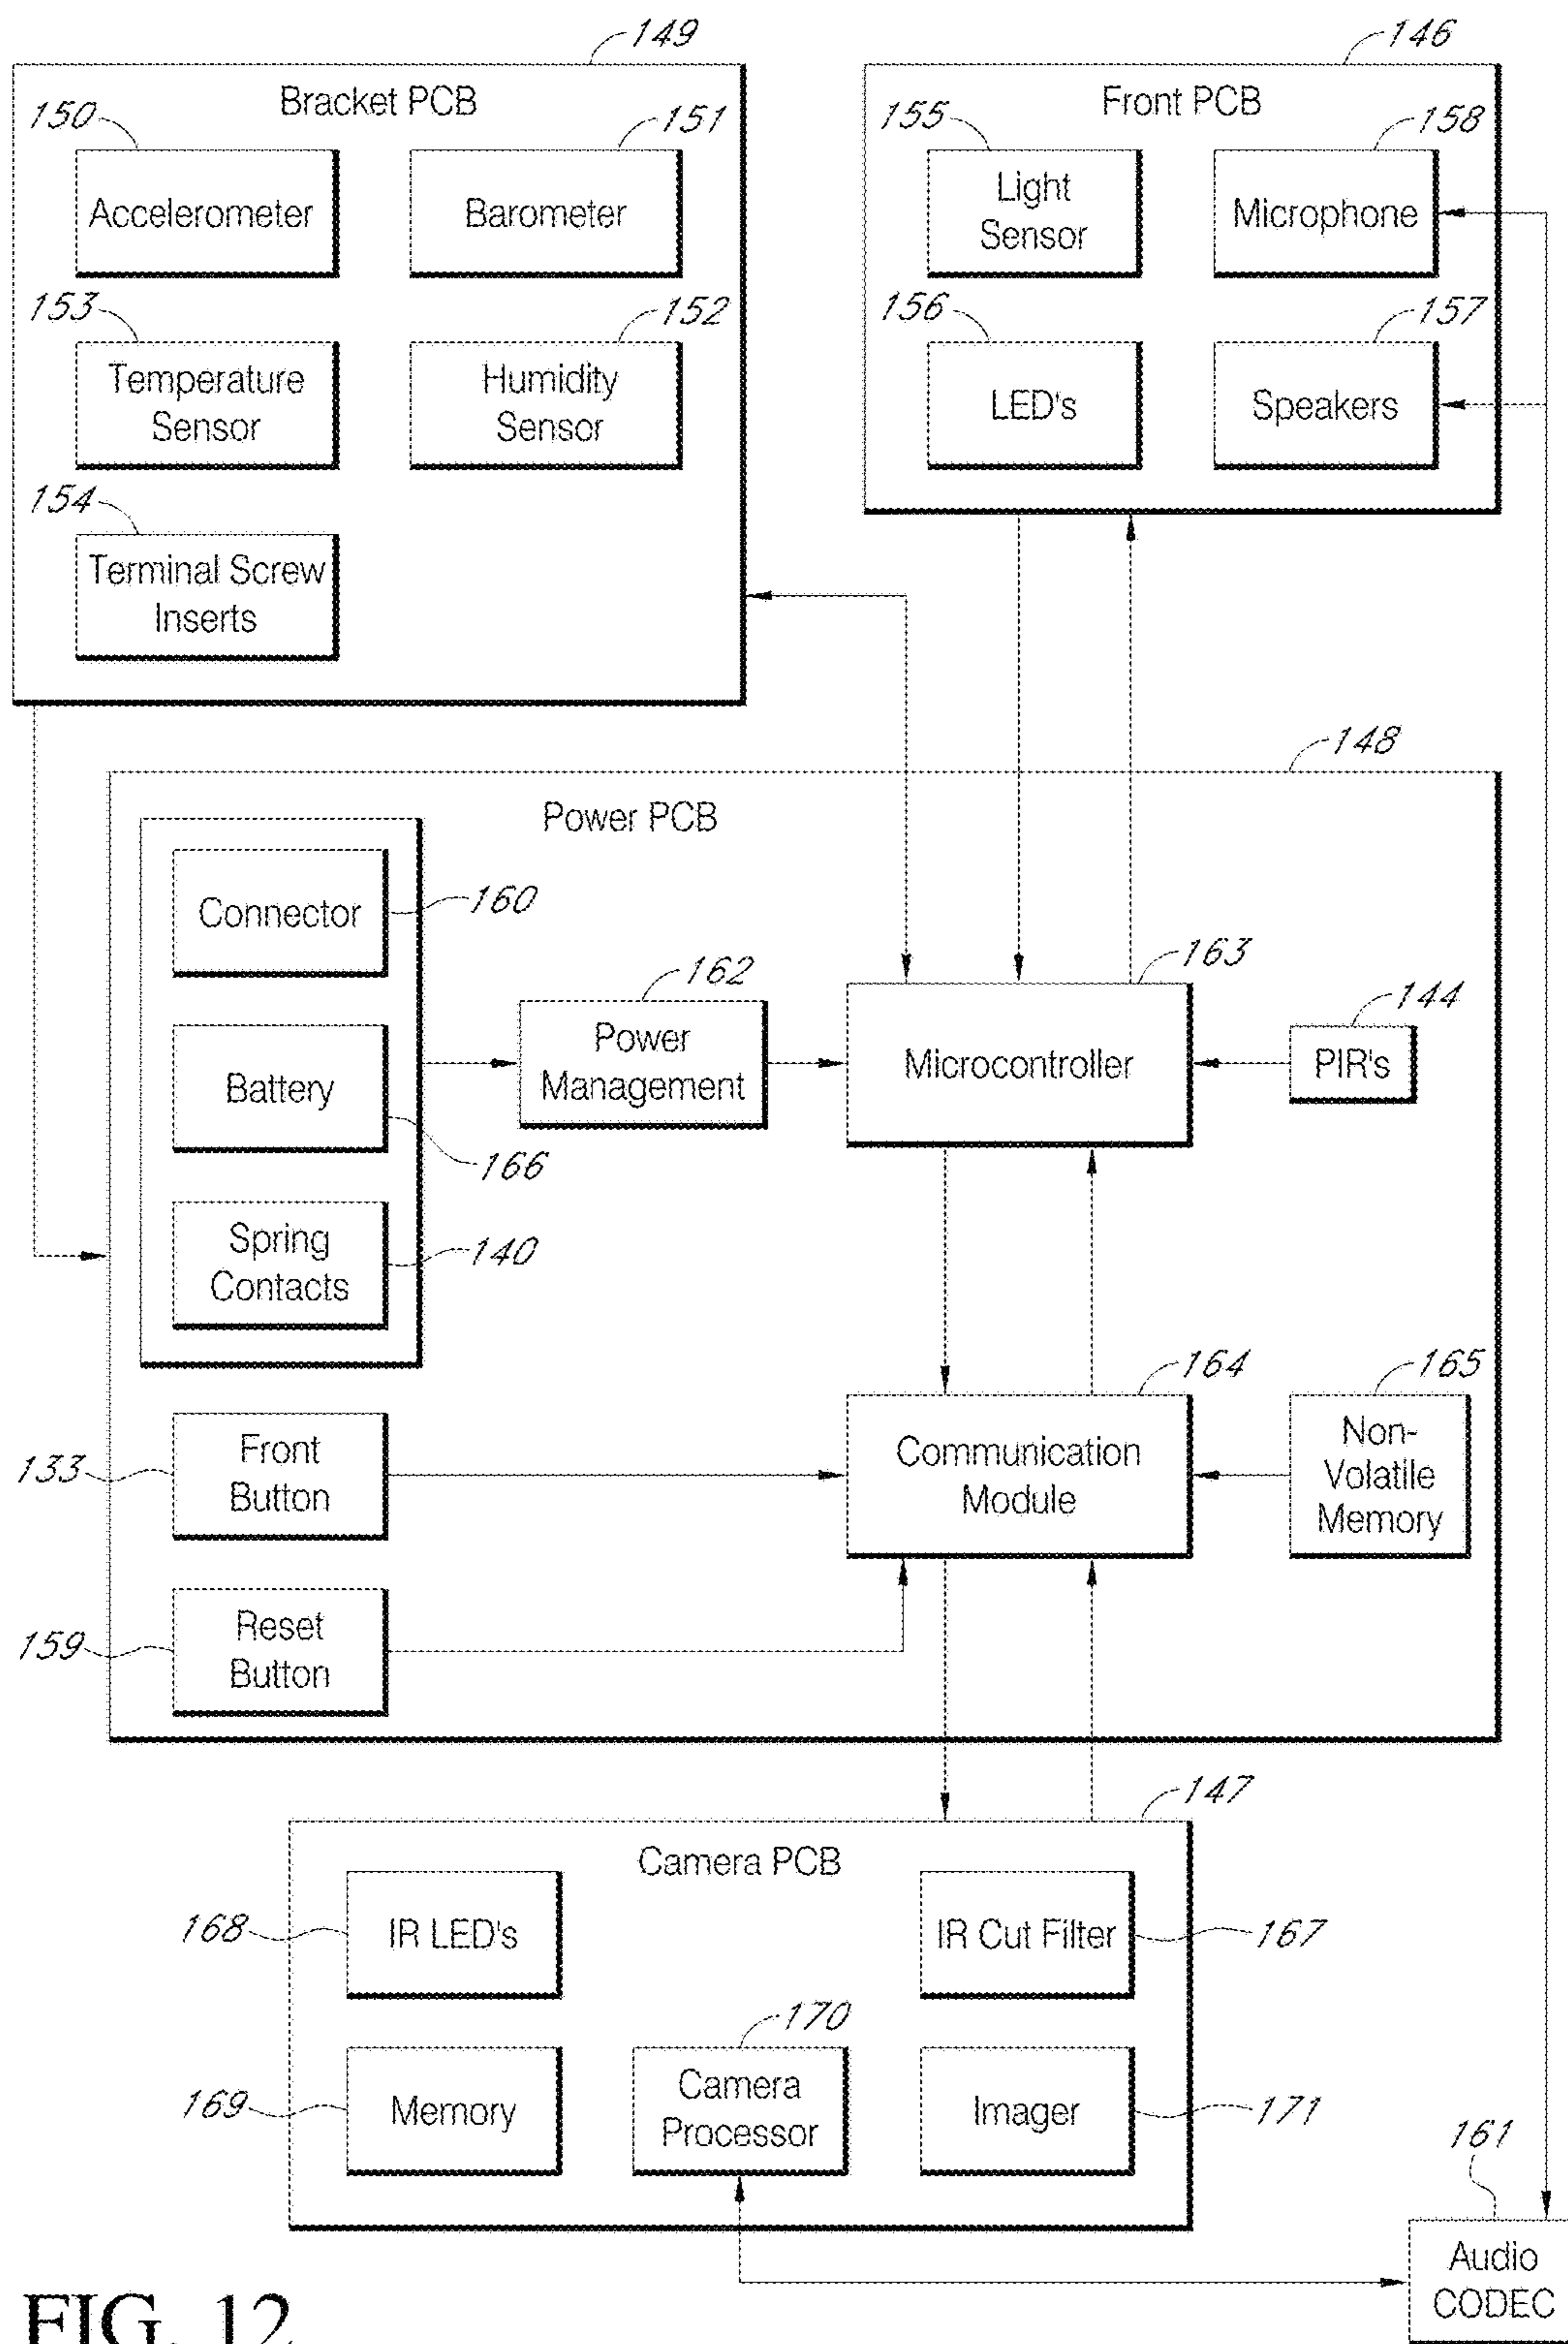 149
146
Bracket PCB
Front PCB
150
151
155
158
Accelerometer
Barometer
Light
Sensor
Microphone
153
152
156
157
Temperature
Sensor
Humidity
Sensor
LED's
Speakers
154
Terminal Screw
Inserts
148
Power PCB
Connector
160
162
163
144
Power
Management
Microcontroller
PIR's
Battery
166
Spring
Contacts
140
164
165
133
Front
Button
Communication
Module
Non-
Volatile
Memory
159
Reset
Button
147
Camera PCB
168
IR LED's
IR Cut Filter
167
170
169
Memory
Camera
Processor
Imager
171
161
Audio
CODEC
FIG. 12